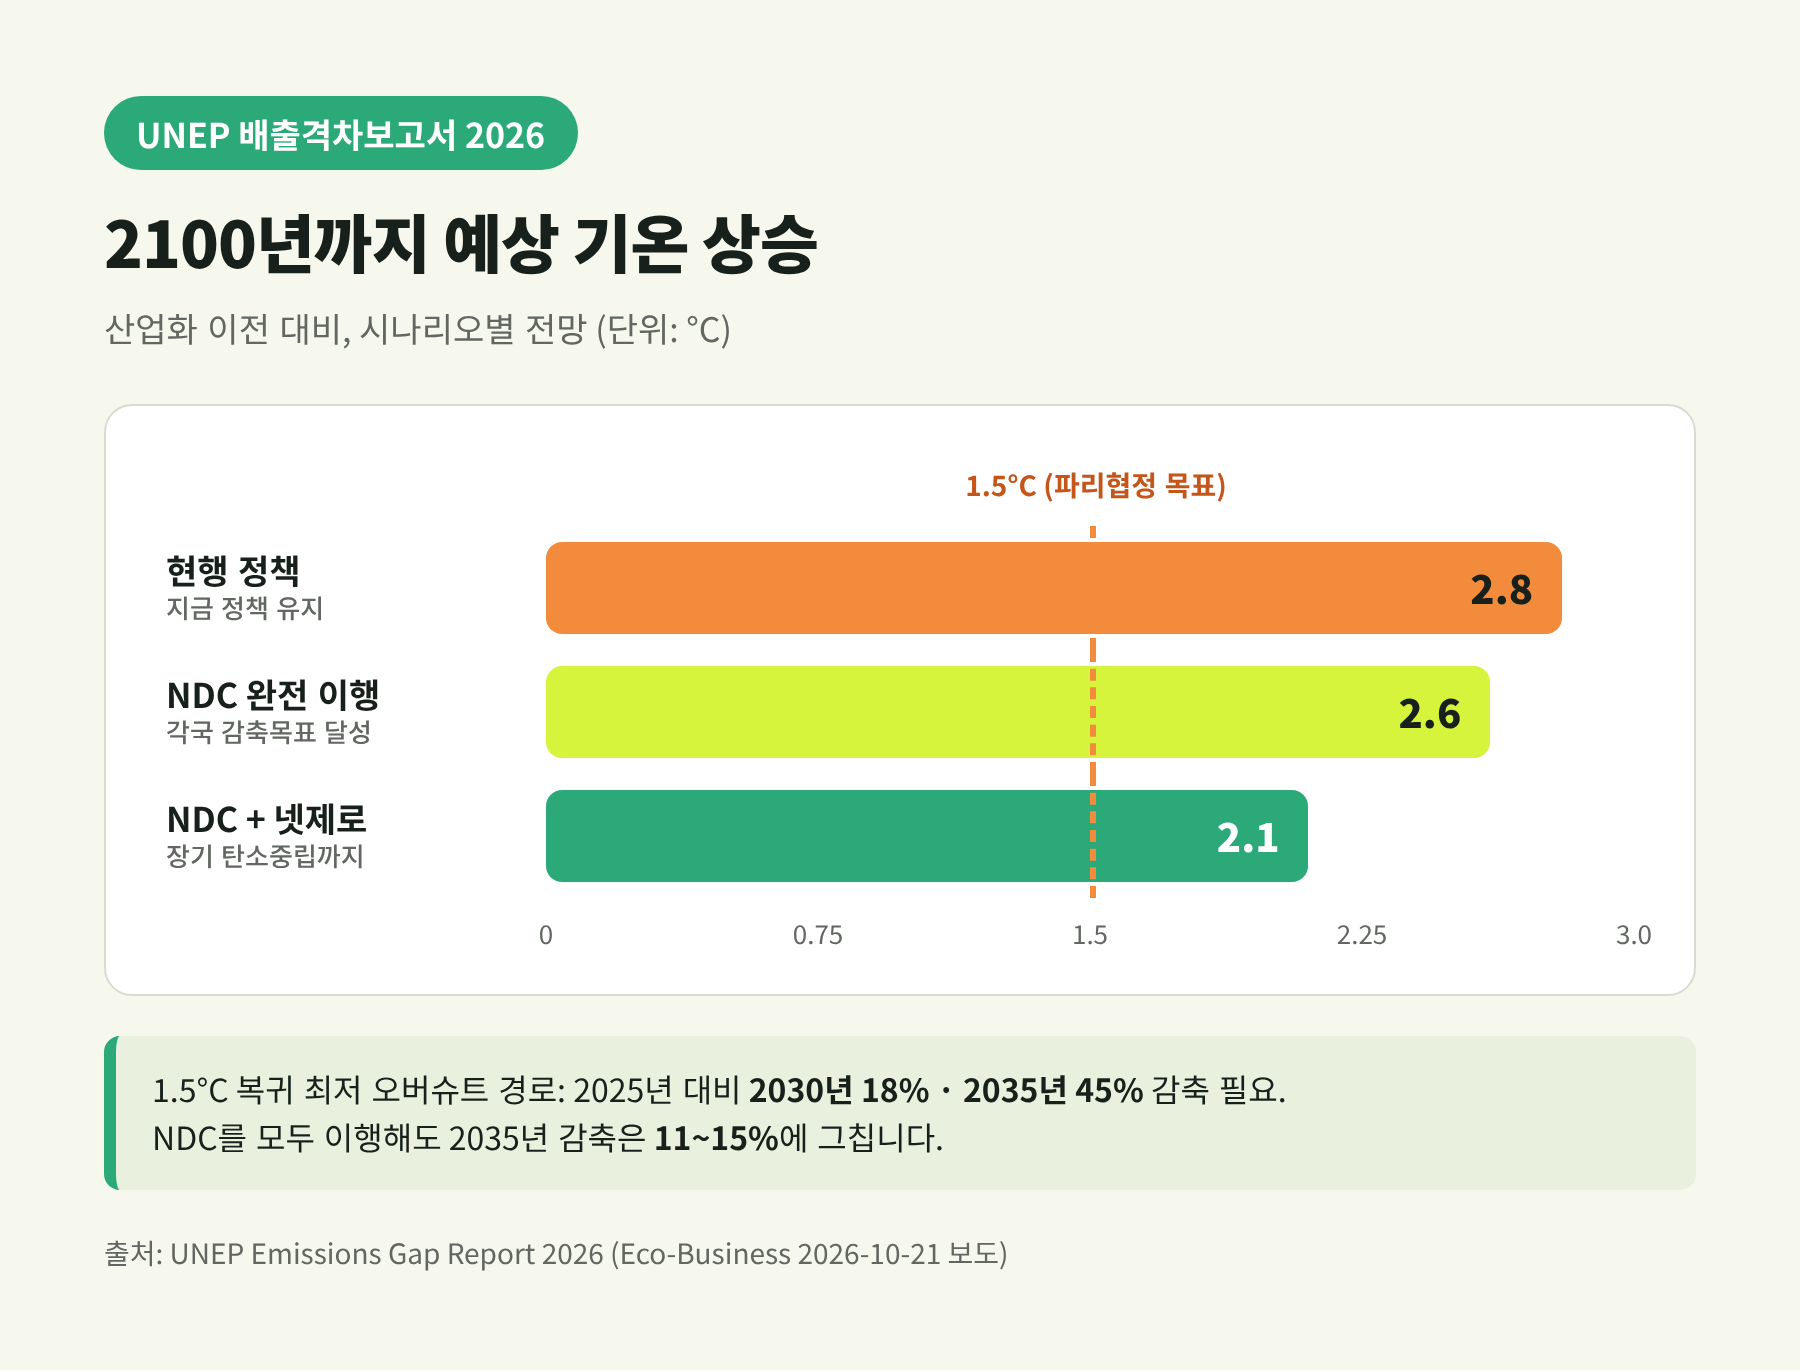 UNEP 배출격차보고서 2026
2100년까지 예상 기온 상승
산업화 이전 대비, 시나리오별 전망 (단위: °C)
1.5°C (파리협정 목표)
현행 정책
지금 정책 유지
2.8
NDC 완전 이행
각국 감축목표 달성
2.6
NDC + 넷제로
장기 탄소중립까지
2.1
0 0.75 1.5 2.25 3.0
1.5°C 복귀 최저 오버슈트 경로: 2025년 대비 2030년 18% · 2035년 45% 감축 필요.
NDC를 모두 이행해도 2035년 감축은 11~15%에 그칩니다.
출처: UNEP Emissions Gap Report 2026 (Eco-Business 2026-10-21 보도)